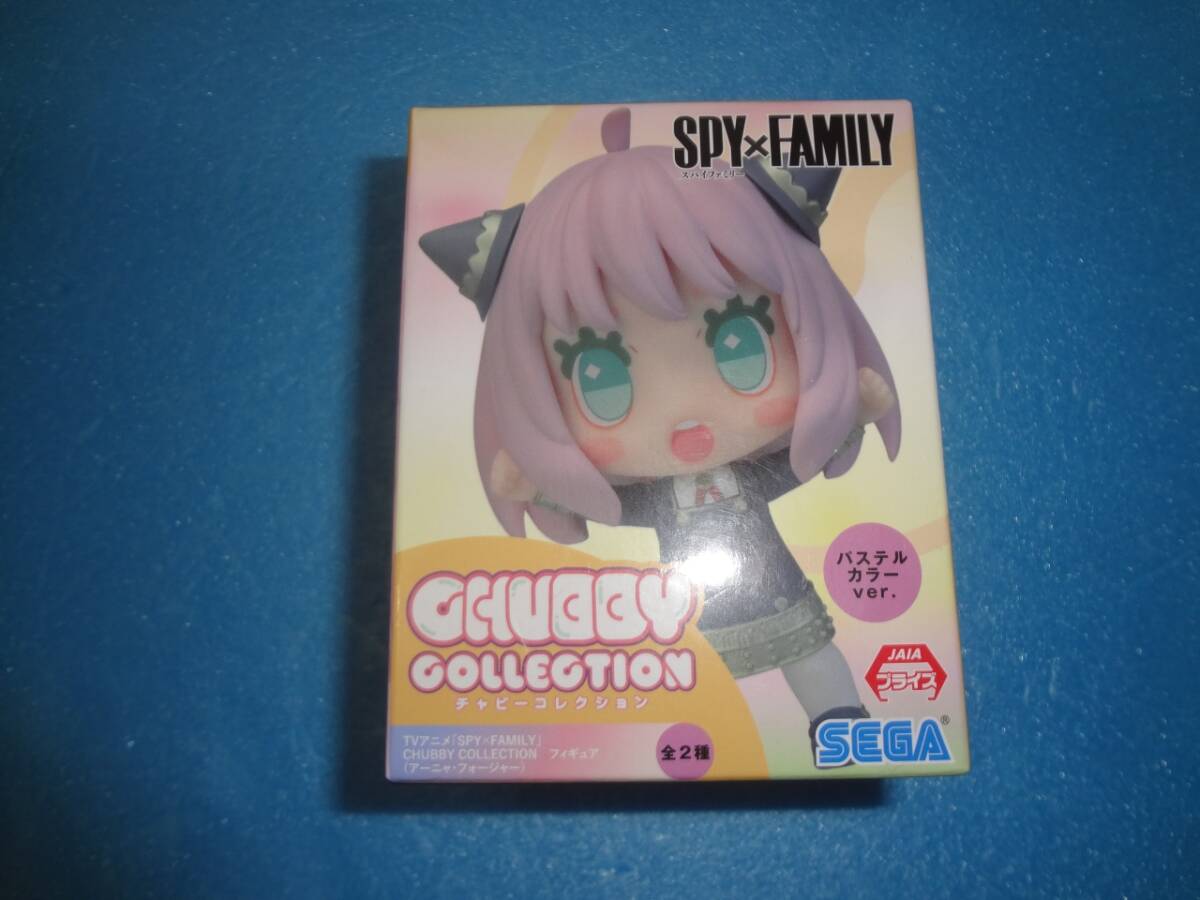 SPY×FAMILY
スパイファミリー
パステル
カラー
ver.
CHUBBY
COLLECTION
チャビーコレクション
JAIA
プライズ
SEGA®
TVアニメ「SPY×FAMILY」
CHUBBY COLLECTION フィギュア
(アーニャ・フォージャー)
全2種